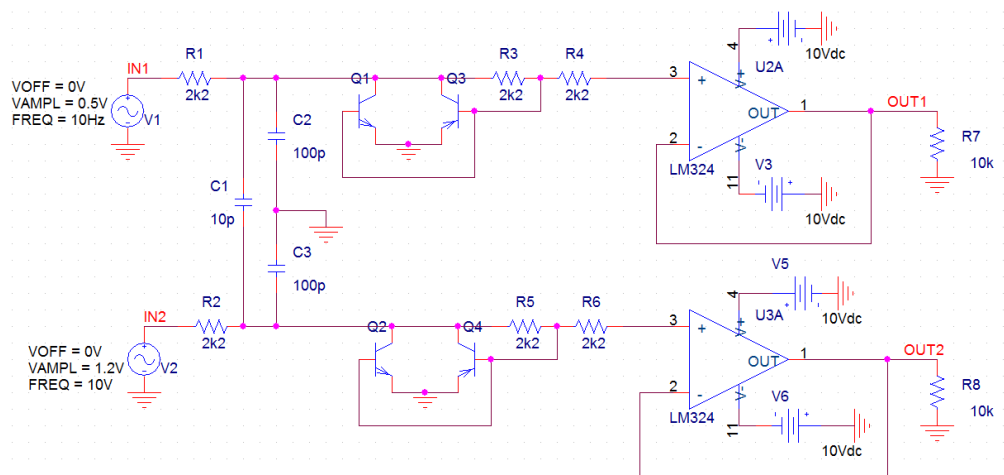 IN1
R1
2k2
VOFF = 0V
VAMPL = 0.5V
FREQ = 10Hz
V1
C2
100p
C1
10p
C3
100p
Q1
Q3
R3
2k2
R4
2k2
3
+
2
-
4
V+
U2A
10Vdc
OUT
1
V-
11
LM324
V3
10Vdc
OUT1
R7
10k
IN2
R2
2k2
VOFF = 0V
VAMPL = 1.2V
FREQ = 10V
V2
Q2
Q4
R5
2k2
R6
2k2
3
+
2
-
4
V+
V5
10Vdc
U3A
OUT
1
V-
11
LM324
V6
10Vdc
OUT2
R8
10k